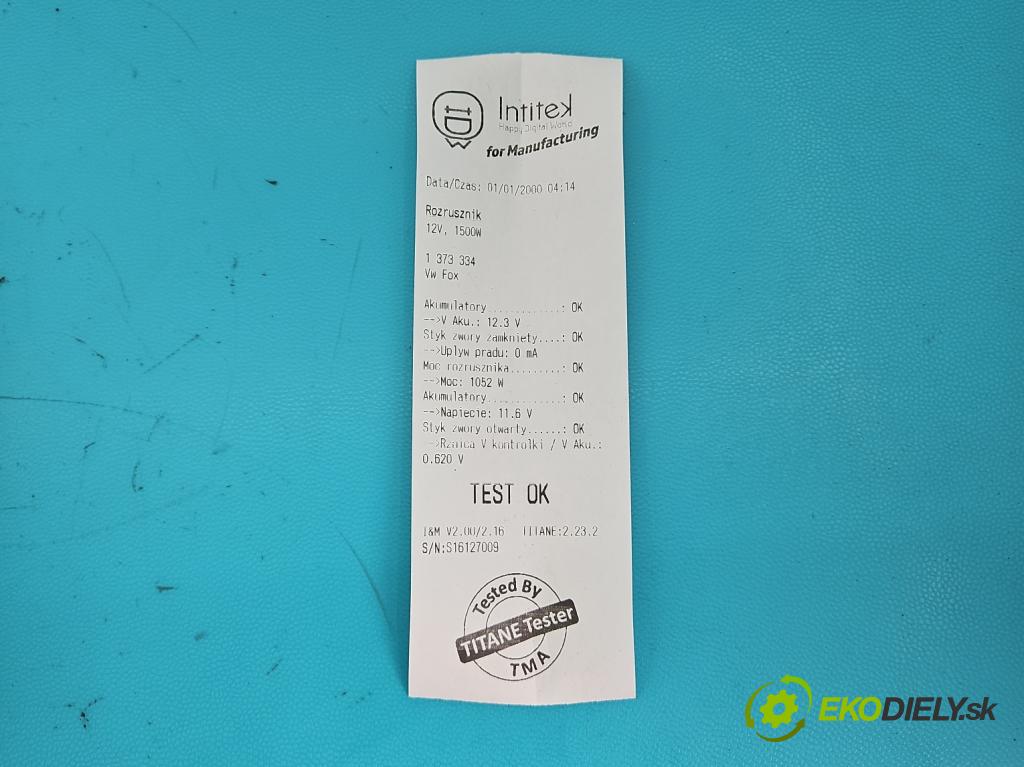 Intitek
Happy Digital World
for Manufacturing
Data/Czas: 01/01/2000 04:14
Rozrusznik
12V, 1500W
1 373 334
Vw Fox
Akumulatory............: OK
-->V Aku.: 12.3 V
Styk zwory zamkniety....: OK
-->Uplyw pradu: 0 mA
Moc rozrusznika.........: OK
-->Moc: 1052 W
Akumulatory............: OK
-->Napiecie: 11.6 V
Styk zwory otwarty......: OK
-->Rznica V kontrolki / V Aku.:
0.620 V
TEST OK
I&M V2.00/2.16 TITANE:2.23.2
S/N:S16127009
Tested By
TITANE Tester
TMA
EKODIELY.sk